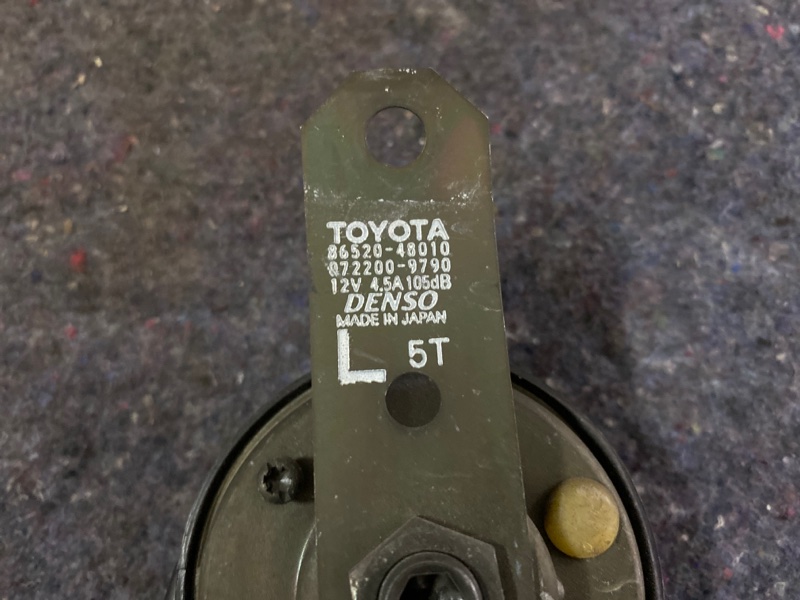 TOYOTA
86520-48010
072200-9790
12V 4.5A 105dB
DENSO
MADE IN JAPAN
L 5T